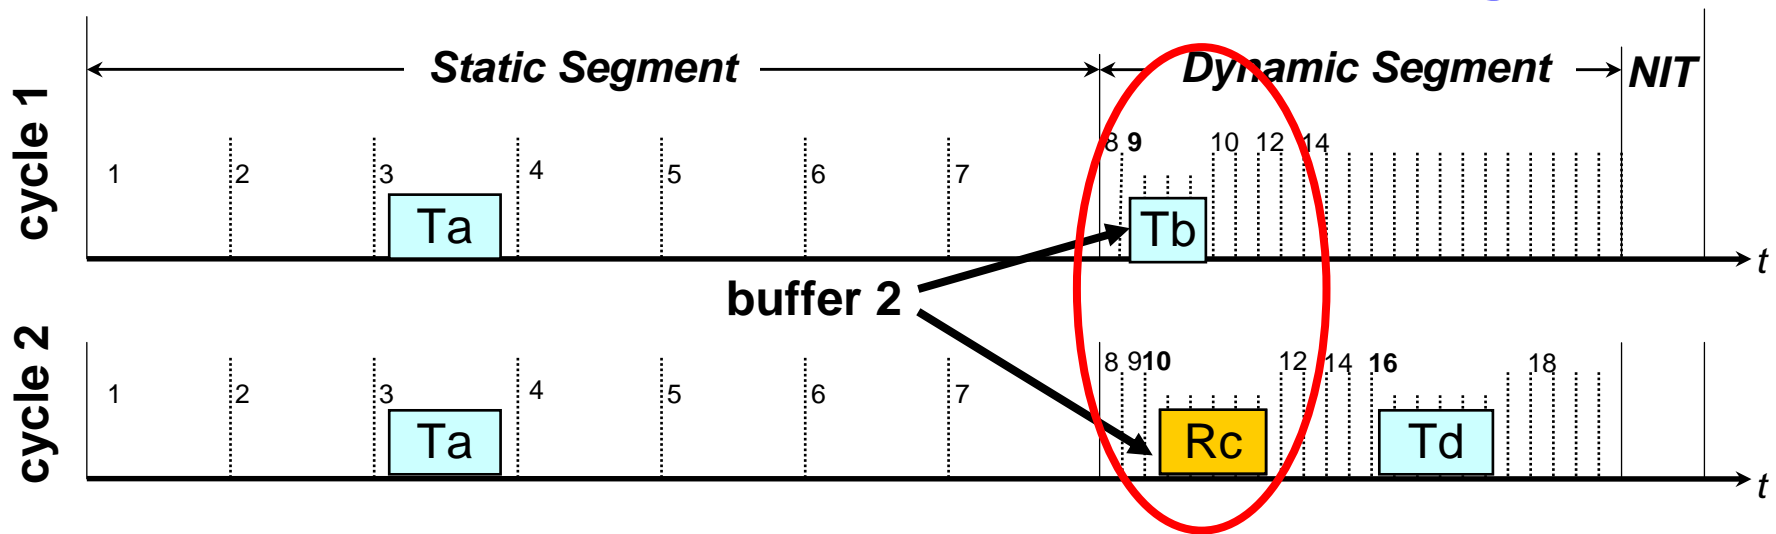 Static Segment Dynamic Segment NIT
cycle 1
1 2 3 4 5 6 7 8 9 10 12 14
Ta Tb
t
buffer 2
cycle 2
1 2 3 4 5 6 7 8 9 10 12 14 16 18
Ta Rc Td
t